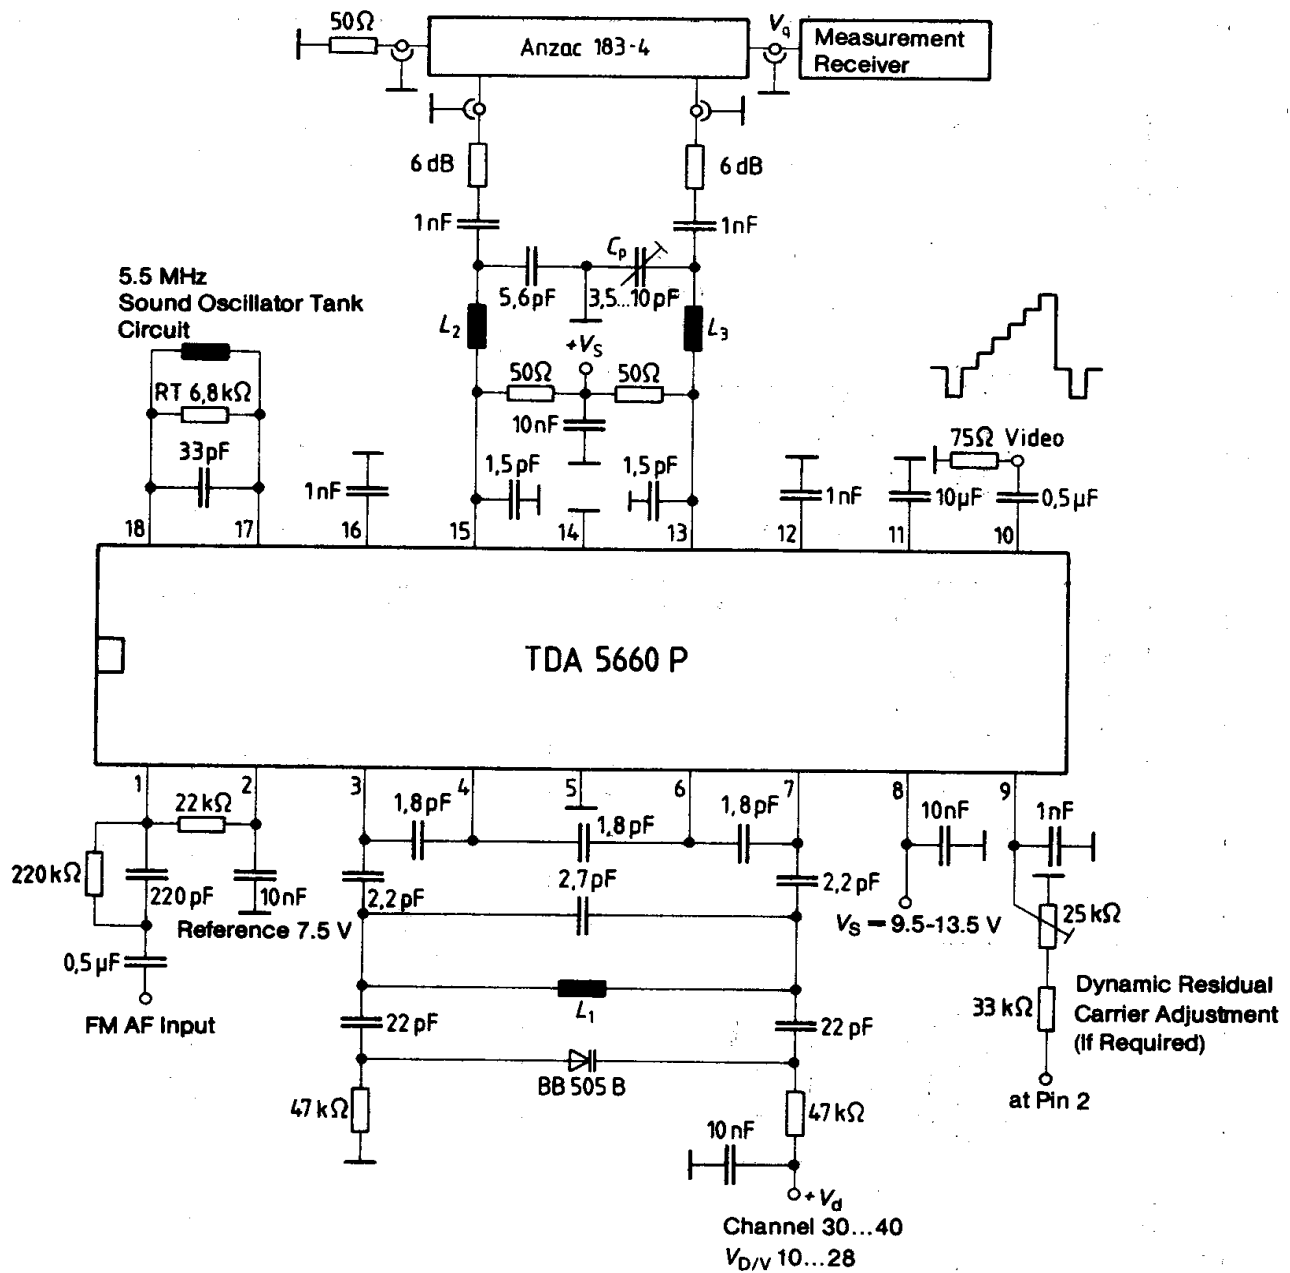 50Ω
Anzac 183-4
Vq
Measurement
Receiver
6 dB
6 dB
1nF
1nF
Cp
5,6pF
3,5...10pF
5.5 MHz
Sound Oscillator Tank
Circuit
L2
L3
+VS
50Ω
50Ω
RT 6,8kΩ
10nF
75Ω Video
33pF
1,5pF
1,5pF
1nF
1nF
10µF
0,5µF
18
17
16
15
14
13
12
11
10
TDA 5660 P
1
2
3
4
5
6
7
8
9
22kΩ
1,8pF
1,8pF
1,8pF
10nF
1nF
220kΩ
220pF
10nF
2,2pF
2,7pF
2,2pF
25kΩ
Reference 7.5 V
VS = 9.5-13.5 V
0,5µF
FM AF Input
L1
22 pF
22 pF
33kΩ
Dynamic Residual
Carrier Adjustment
(If Required)
BB 505 B
at Pin 2
47kΩ
47kΩ
10nF
+Vd
Channel 30...40
VD/V 10...28